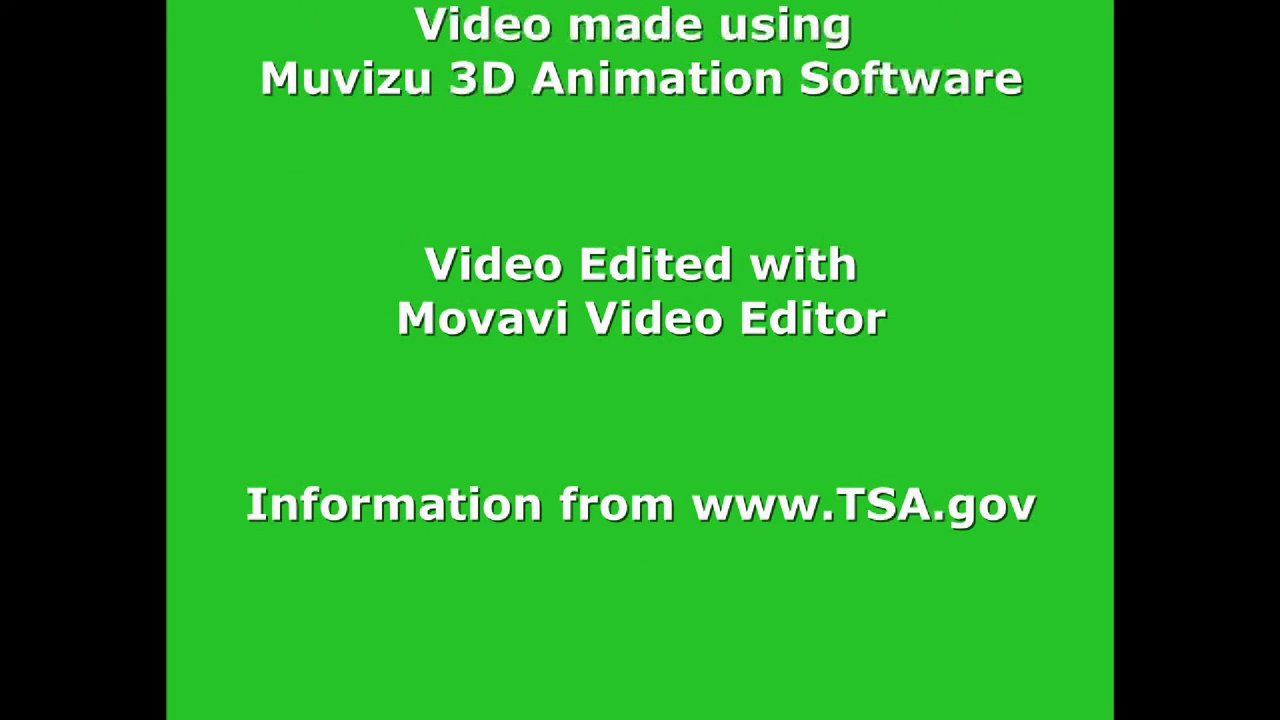 Video made using
Muvizu 3D Animation Software
Video Edited with
Movavi Video Editor
Information from www.TSA.gov